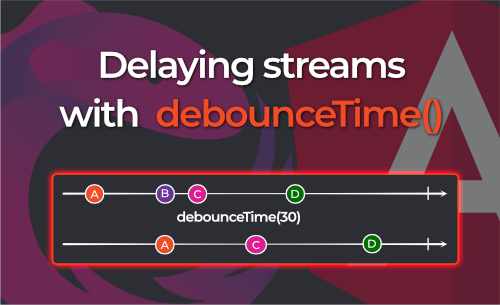 Delaying streams
with debounceTime()
A B C D
debounceTime(30)
A C D